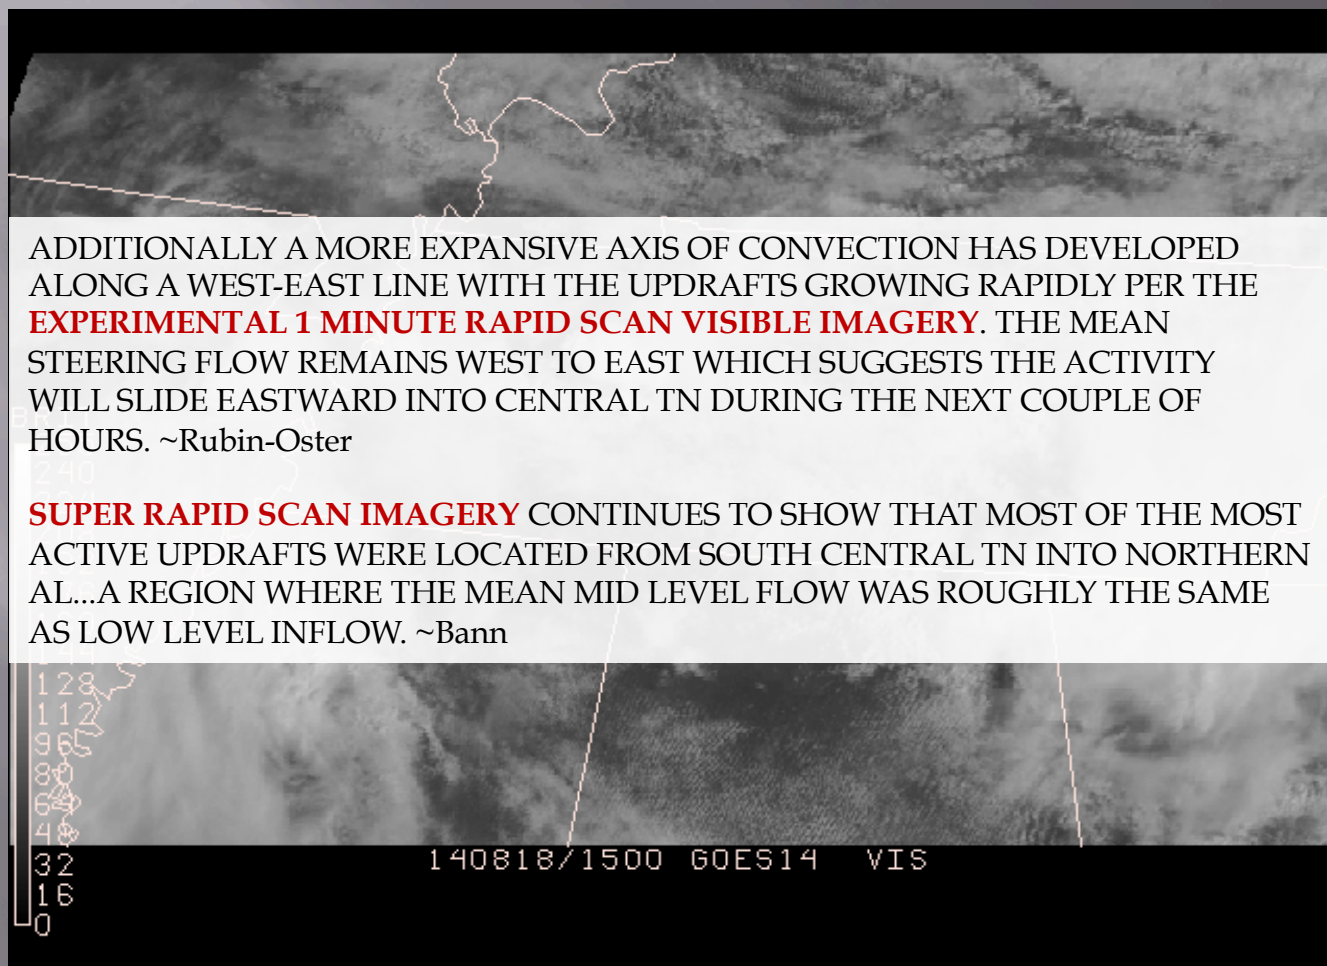 ADDITIONALLY A MORE EXPANSIVE AXIS OF CONVECTION HAS DEVELOPED
ALONG A WEST-EAST LINE WITH THE UPDRAFTS GROWING RAPIDLY PER THE
EXPERIMENTAL 1 MINUTE RAPID SCAN VISIBLE IMAGERY. THE MEAN
STEERING FLOW REMAINS WEST TO EAST WHICH SUGGESTS THE ACTIVITY
WILL SLIDE EASTWARD INTO CENTRAL TN DURING THE NEXT COUPLE OF
HOURS. ~Rubin-Oster
240
SUPER RAPID SCAN IMAGERY CONTINUES TO SHOW THAT MOST OF THE MOST
ACTIVE UPDRAFTS WERE LOCATED FROM SOUTH CENTRAL TN INTO NORTHERN
AL...A REGION WHERE THE MEAN MID LEVEL FLOW WAS ROUGHLY THE SAME
AS LOW LEVEL INFLOW. ~Bann
128
112
96
80
64
48
32
16
0
140818/1500 GOES14 VIS